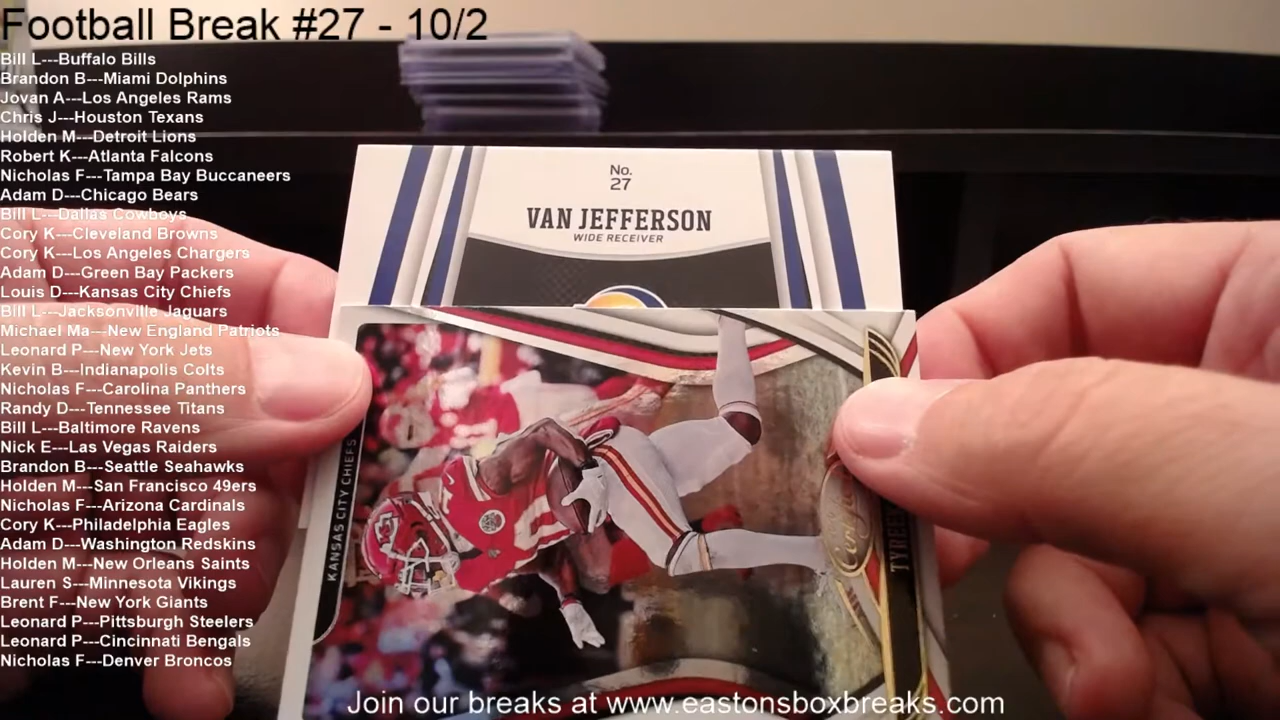 Football Break #27 - 10/2
Bill L---Buffalo Bills
Brandon B---Miami Dolphins
Jovan A---Los Angeles Rams
Chris J---Houston Texans
Holden M---Detroit Lions
Robert K---Atlanta Falcons
Nicholas F---Tampa Bay Buccaneers
Adam D---Chicago Bears
Bill L---Dallas Cowboys
Cory K---Cleveland Browns
Cory K---Los Angeles Chargers
Adam D---Green Bay Packers
Louis D---Kansas City Chiefs
Bill L---Jacksonville Jaguars
Michael Ma---New England Patriots
Leonard P---New York Jets
Kevin B---Indianapolis Colts
Nicholas F---Carolina Panthers
Randy D---Tennessee Titans
Bill L---Baltimore Ravens
Nick E---Las Vegas Raiders
Brandon B---Seattle Seahawks
Holden M---San Francisco 49ers
Nicholas F---Arizona Cardinals
Cory K---Philadelphia Eagles
Adam D---Washington Redskins
Holden M---New Orleans Saints
Lauren S---Minnesota Vikings
Brent F---New York Giants
Leonard P---Pittsburgh Steelers
Leonard P---Cincinnati Bengals
Nicholas F---Denver Broncos
No.
27
VAN JEFFERSON
WIDE RECEIVER
KANSAS CITY CHIEFS
Join our breaks at www.eastonsboxbreaks.com